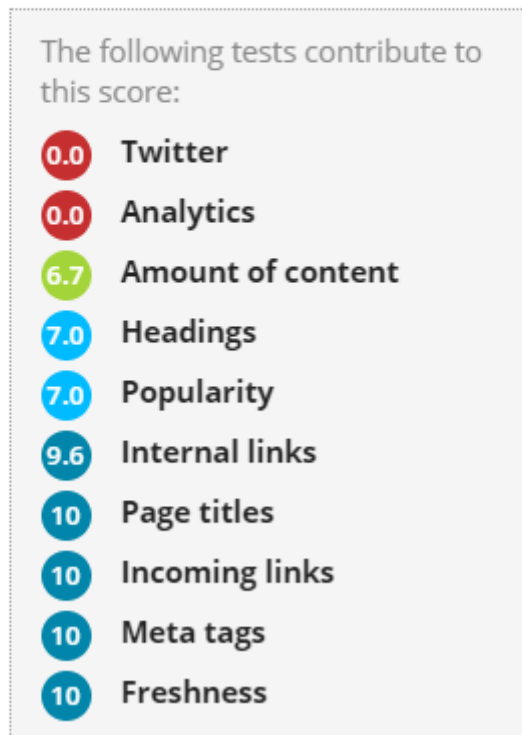 The following tests contribute to
this score:
0.0 Twitter
0.0 Analytics
6.7 Amount of content
7.0 Headings
7.0 Popularity
9.6 Internal links
10 Page titles
10 Incoming links
10 Meta tags
10 Freshness